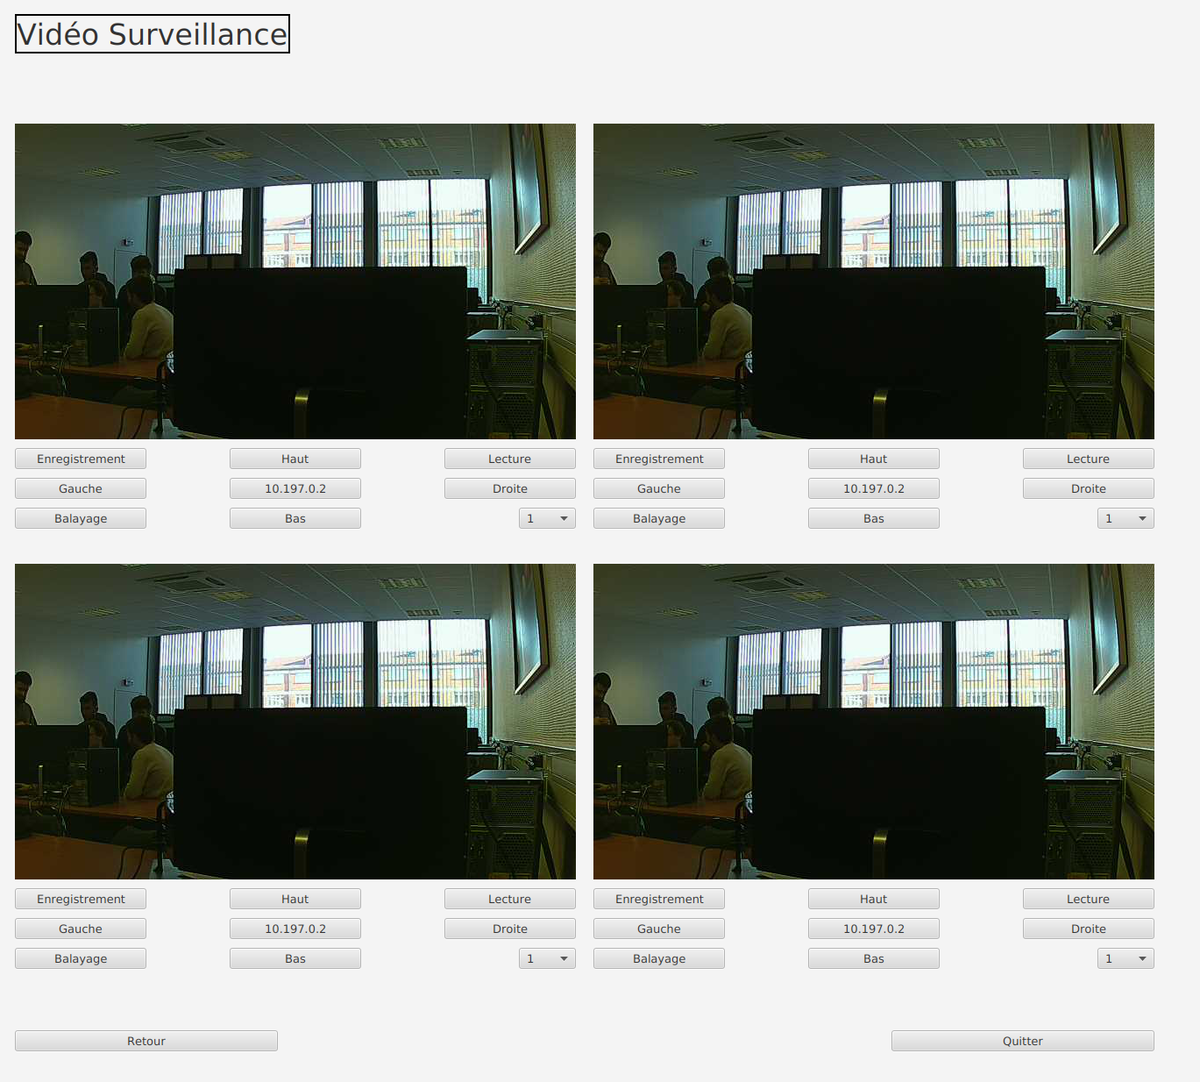 Vidéo Surveillance
Enregistrement Haut Lecture Enregistrement Haut Lecture
Gauche 10.197.0.2 Droite Gauche 10.197.0.2 Droite
Balayage Bas 1 Balayage Bas 1
Enregistrement Haut Lecture Enregistrement Haut Lecture
Gauche 10.197.0.2 Droite Gauche 10.197.0.2 Droite
Balayage Bas 1 Balayage Bas 1
Retour Quitter